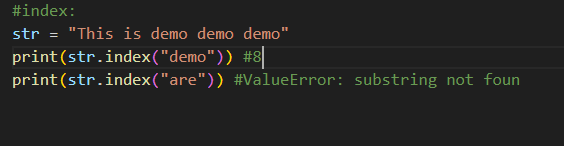 #index:
str = "This is demo demo demo"
print(str.index("demo")) #8
print(str.index("are")) #ValueError: substring not foun